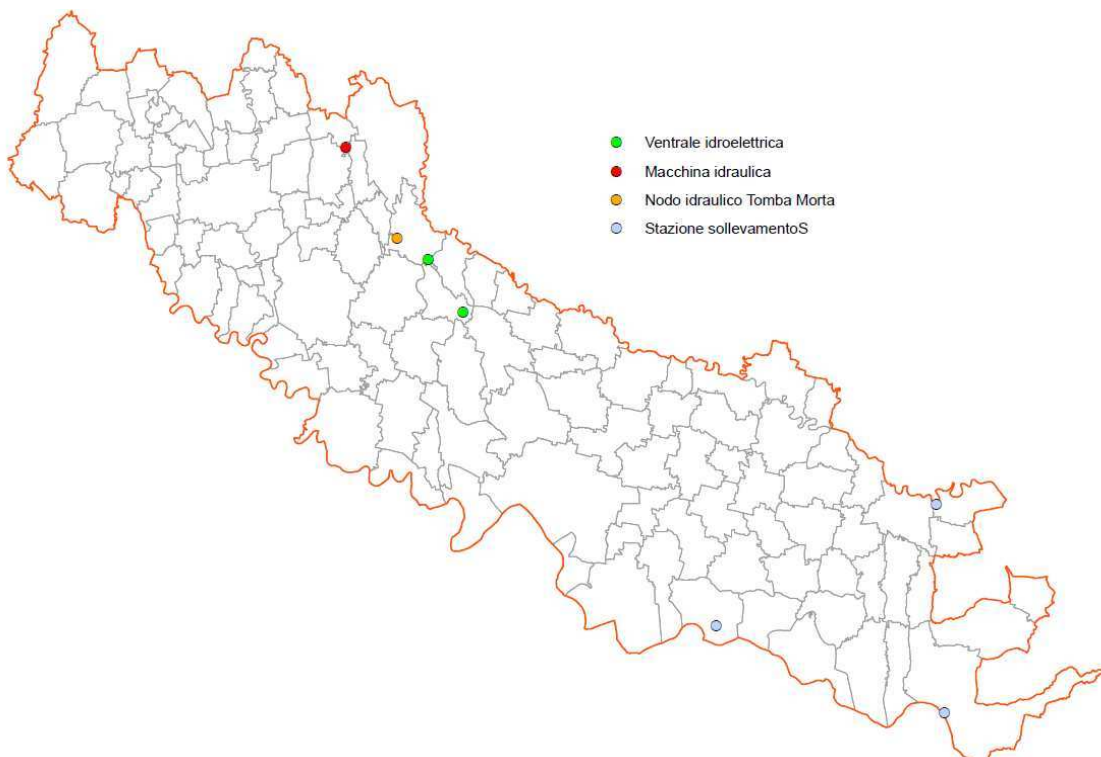 Ventrale idroelettrica
Macchina idraulica
Nodo idraulico Tomba Morta
Stazione sollevamentoS